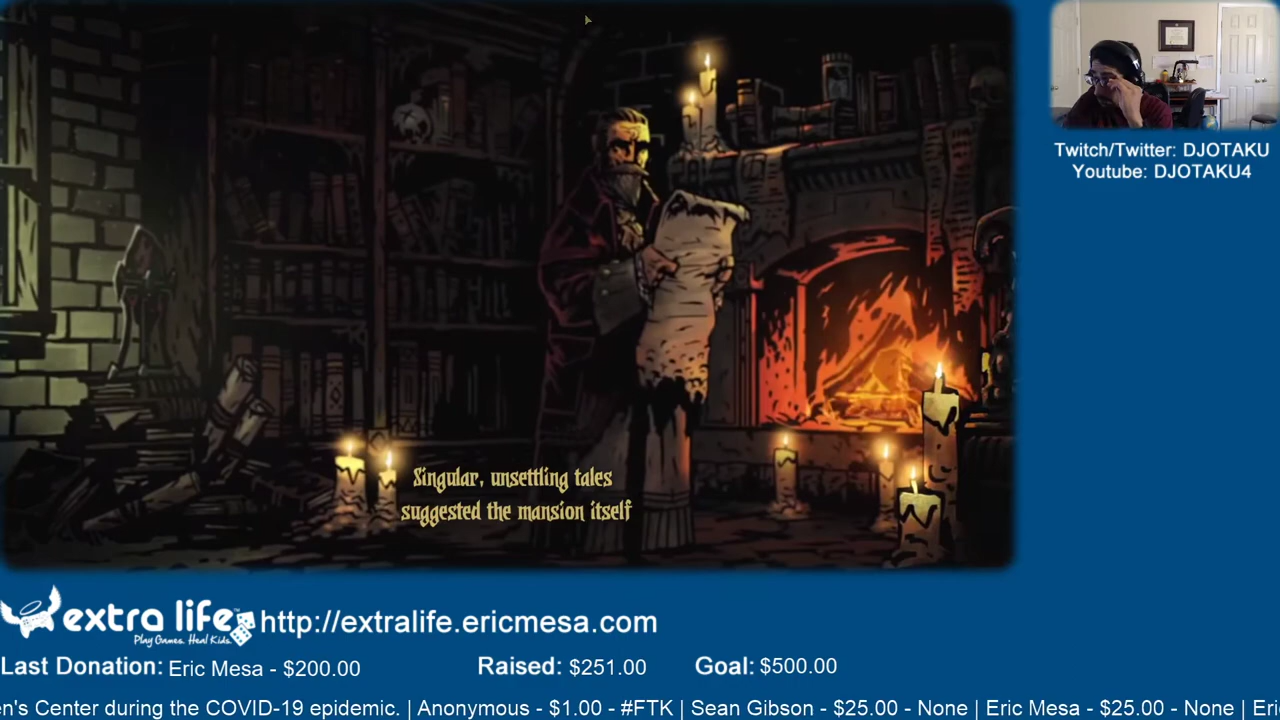 Twitch/Twitter: DJOTAKU
Youtube: DJOTAKU4
Singular, unsettling tales
suggested the mansion itself
extra life
Play Games. Heal Kids.
http://extralife.ericmesa.com
Last Donation: Eric Mesa - $200.00 Raised: $251.00 Goal: $500.00
en's Center during the COVID-19 epidemic. | Anonymous - $1.00 - #FTK | Sean Gibson - $25.00 - None | Eric Mesa - $25.00 - None | Eri